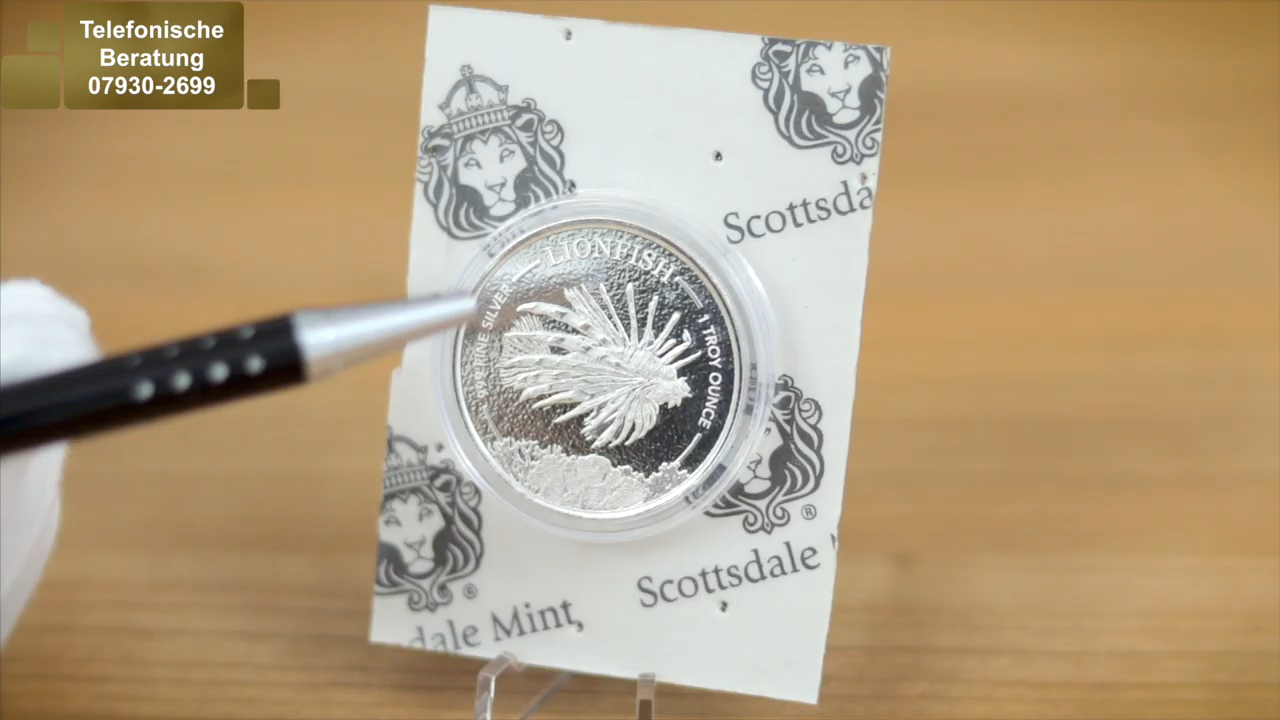 Telefonische
Beratung
07930-2699
Scottsda
LIONFISH
FINE SILVER
1 TROY OUNCE
®
Scottsdale
®
dale Mint,